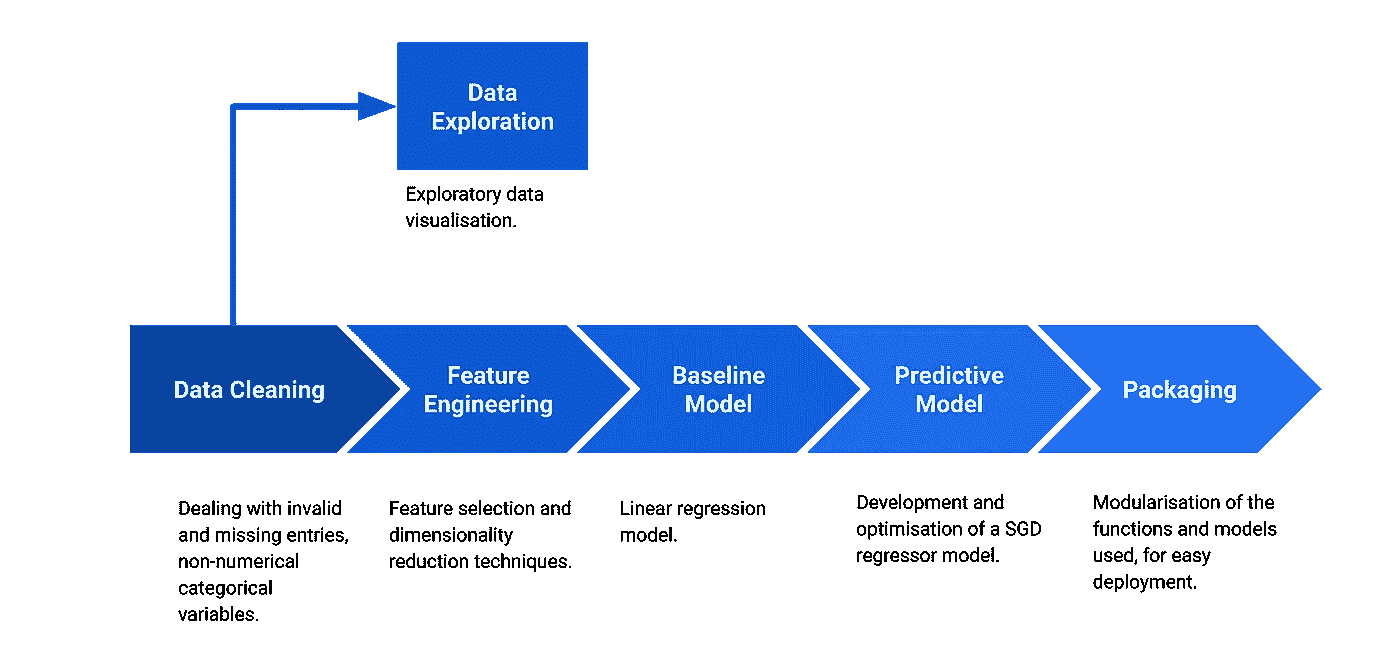 Data
Exploration
Exploratory data
visualisation.
Data Cleaning
Feature
Engineering
Baseline
Model
Predictive
Model
Packaging
Dealing with invalid
and missing entries,
non-numerical
categorical
variables.
Feature selection and
dimensionality
reduction techniques.
Linear regression
model.
Development and
optimisation of a SGD
regressor model.
Modularisation of the
functions and models
used, for easy
deployment.